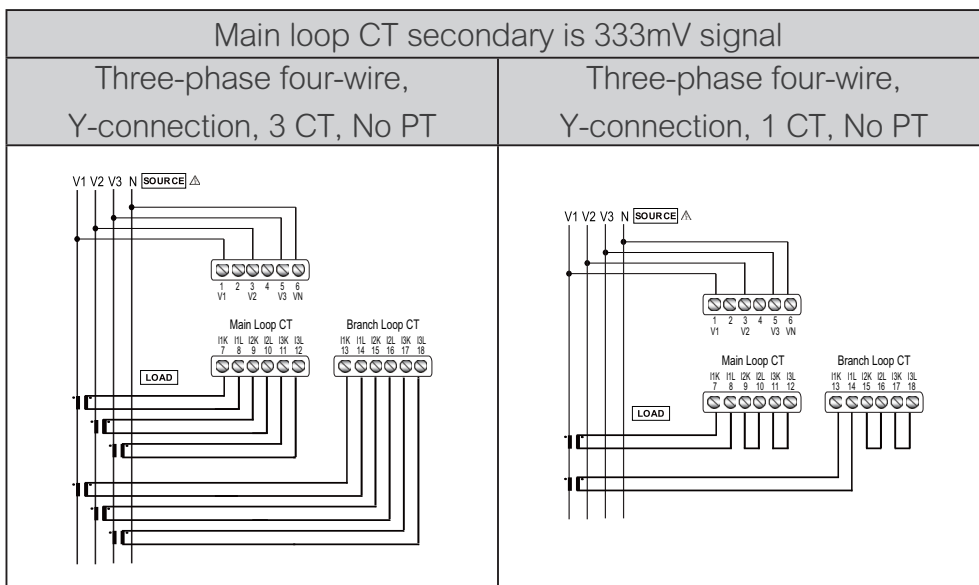 Main loop CT secondary is 333mV signal
Three-phase four-wire,
Y-connection, 3 CT, No PT
V1 V2 V3 N SOURCE ⚠
1 2 3 4 5 6
V1 V2 V3 VN
Main Loop CT Branch Loop CT
I1K I1L I2K I2L I3K I3L I1K I1L I2K I2L I3K I3L
7 8 9 10 11 12 13 14 15 16 17 18
LOAD
Three-phase four-wire,
Y-connection, 1 CT, No PT
V1 V2 V3 N SOURCE ⚠
1 2 3 4 5 6
V1 V2 V3 VN
Main Loop CT Branch Loop CT
I1K I1L I2K I2L I3K I3L I1K I1L I2K I2L I3K I3L
7 8 9 10 11 12 13 14 15 16 17 18
LOAD